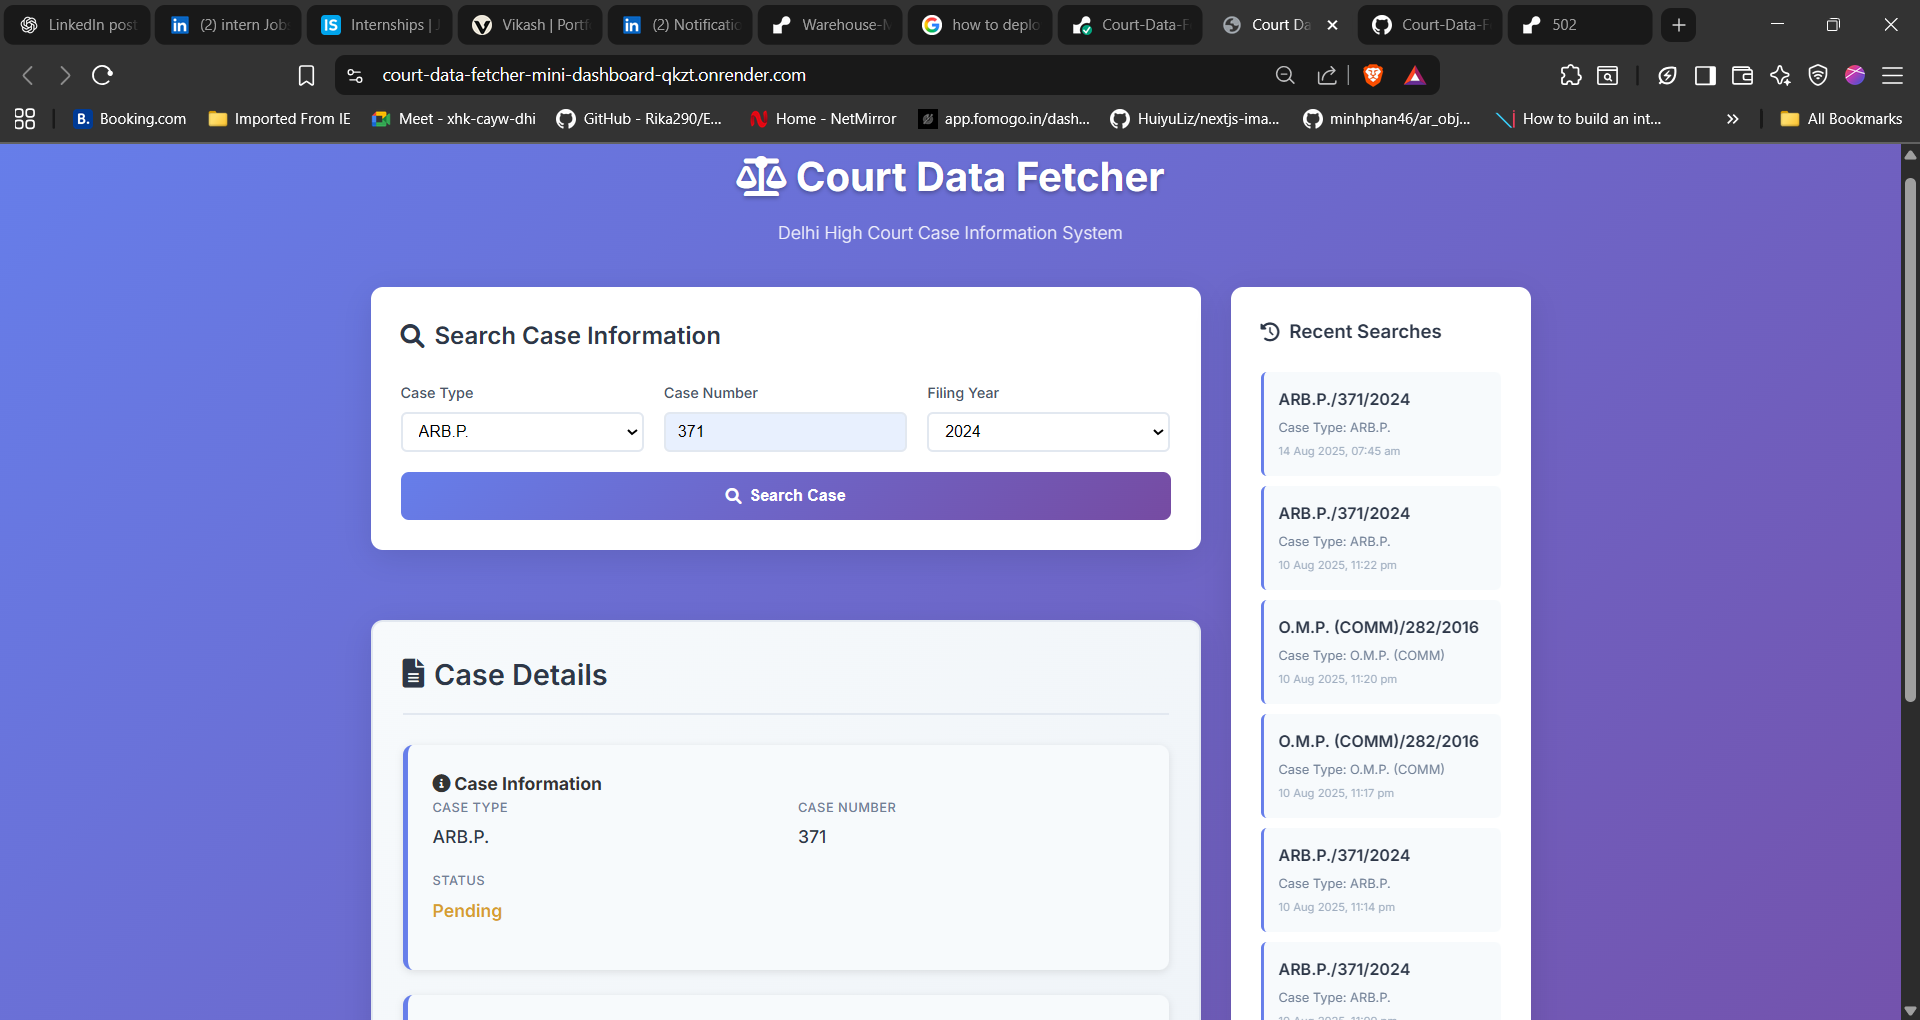 LinkedIn post
(2) intern Job
Internships | J
Vikash | Portf
(2) Notificatio
Warehouse-M
how to deplo
Court-Data-F
Court Da
Court-Data-F
502
court-data-fetcher-mini-dashboard-qkzt.onrender.com
Booking.com
Imported From IE
Meet - xhk-cayw-dhi
GitHub - Rika290/E...
Home - NetMirror
app.fomogo.in/dash...
HuiyuLiz/nextjs-ima...
minhphan46/ar_obj...
How to build an int...
All Bookmarks
Court Data Fetcher
Delhi High Court Case Information System
Search Case Information
Case Type
Case Number
Filing Year
ARB.P.
371
2024
Search Case
Case Details
Case Information
CASE TYPE
CASE NUMBER
ARB.P.
371
STATUS
Pending
Recent Searches
ARB.P./371/2024
Case Type: ARB.P.
14 Aug 2025, 07:45 am
ARB.P./371/2024
Case Type: ARB.P.
10 Aug 2025, 11:22 pm
O.M.P. (COMM)/282/2016
Case Type: O.M.P. (COMM)
10 Aug 2025, 11:20 pm
O.M.P. (COMM)/282/2016
Case Type: O.M.P. (COMM)
10 Aug 2025, 11:17 pm
ARB.P./371/2024
Case Type: ARB.P.
10 Aug 2025, 11:14 pm
ARB.P./371/2024
Case Type: ARB.P.